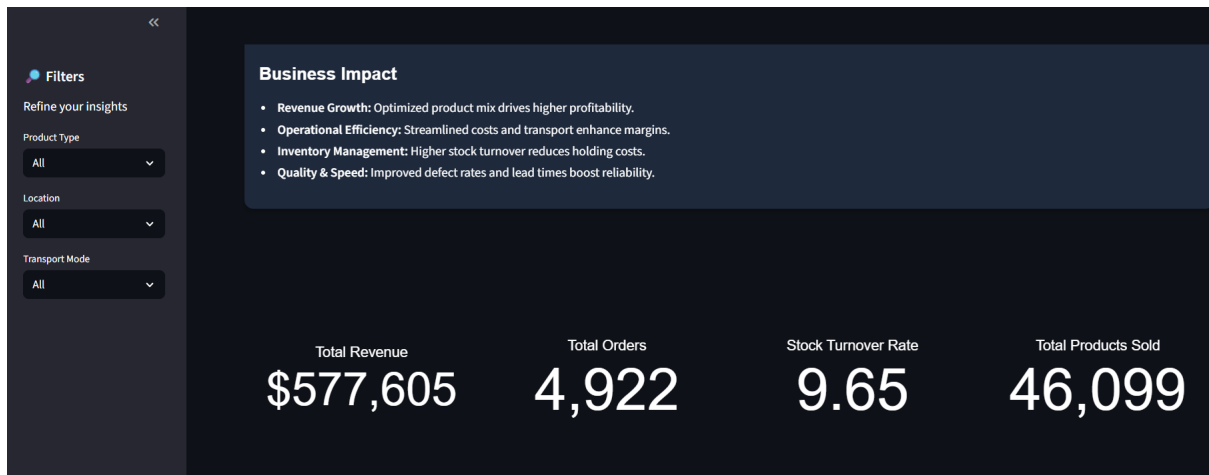 Filters
Refine your insights
Product Type
All
Location
All
Transport Mode
All
Business Impact
• Revenue Growth: Optimized product mix drives higher profitability.
• Operational Efficiency: Streamlined costs and transport enhance margins.
• Inventory Management: Higher stock turnover reduces holding costs.
• Quality & Speed: Improved defect rates and lead times boost reliability.
Total Revenue
$577,605
Total Orders
4,922
Stock Turnover Rate
9.65
Total Products Sold
46,099